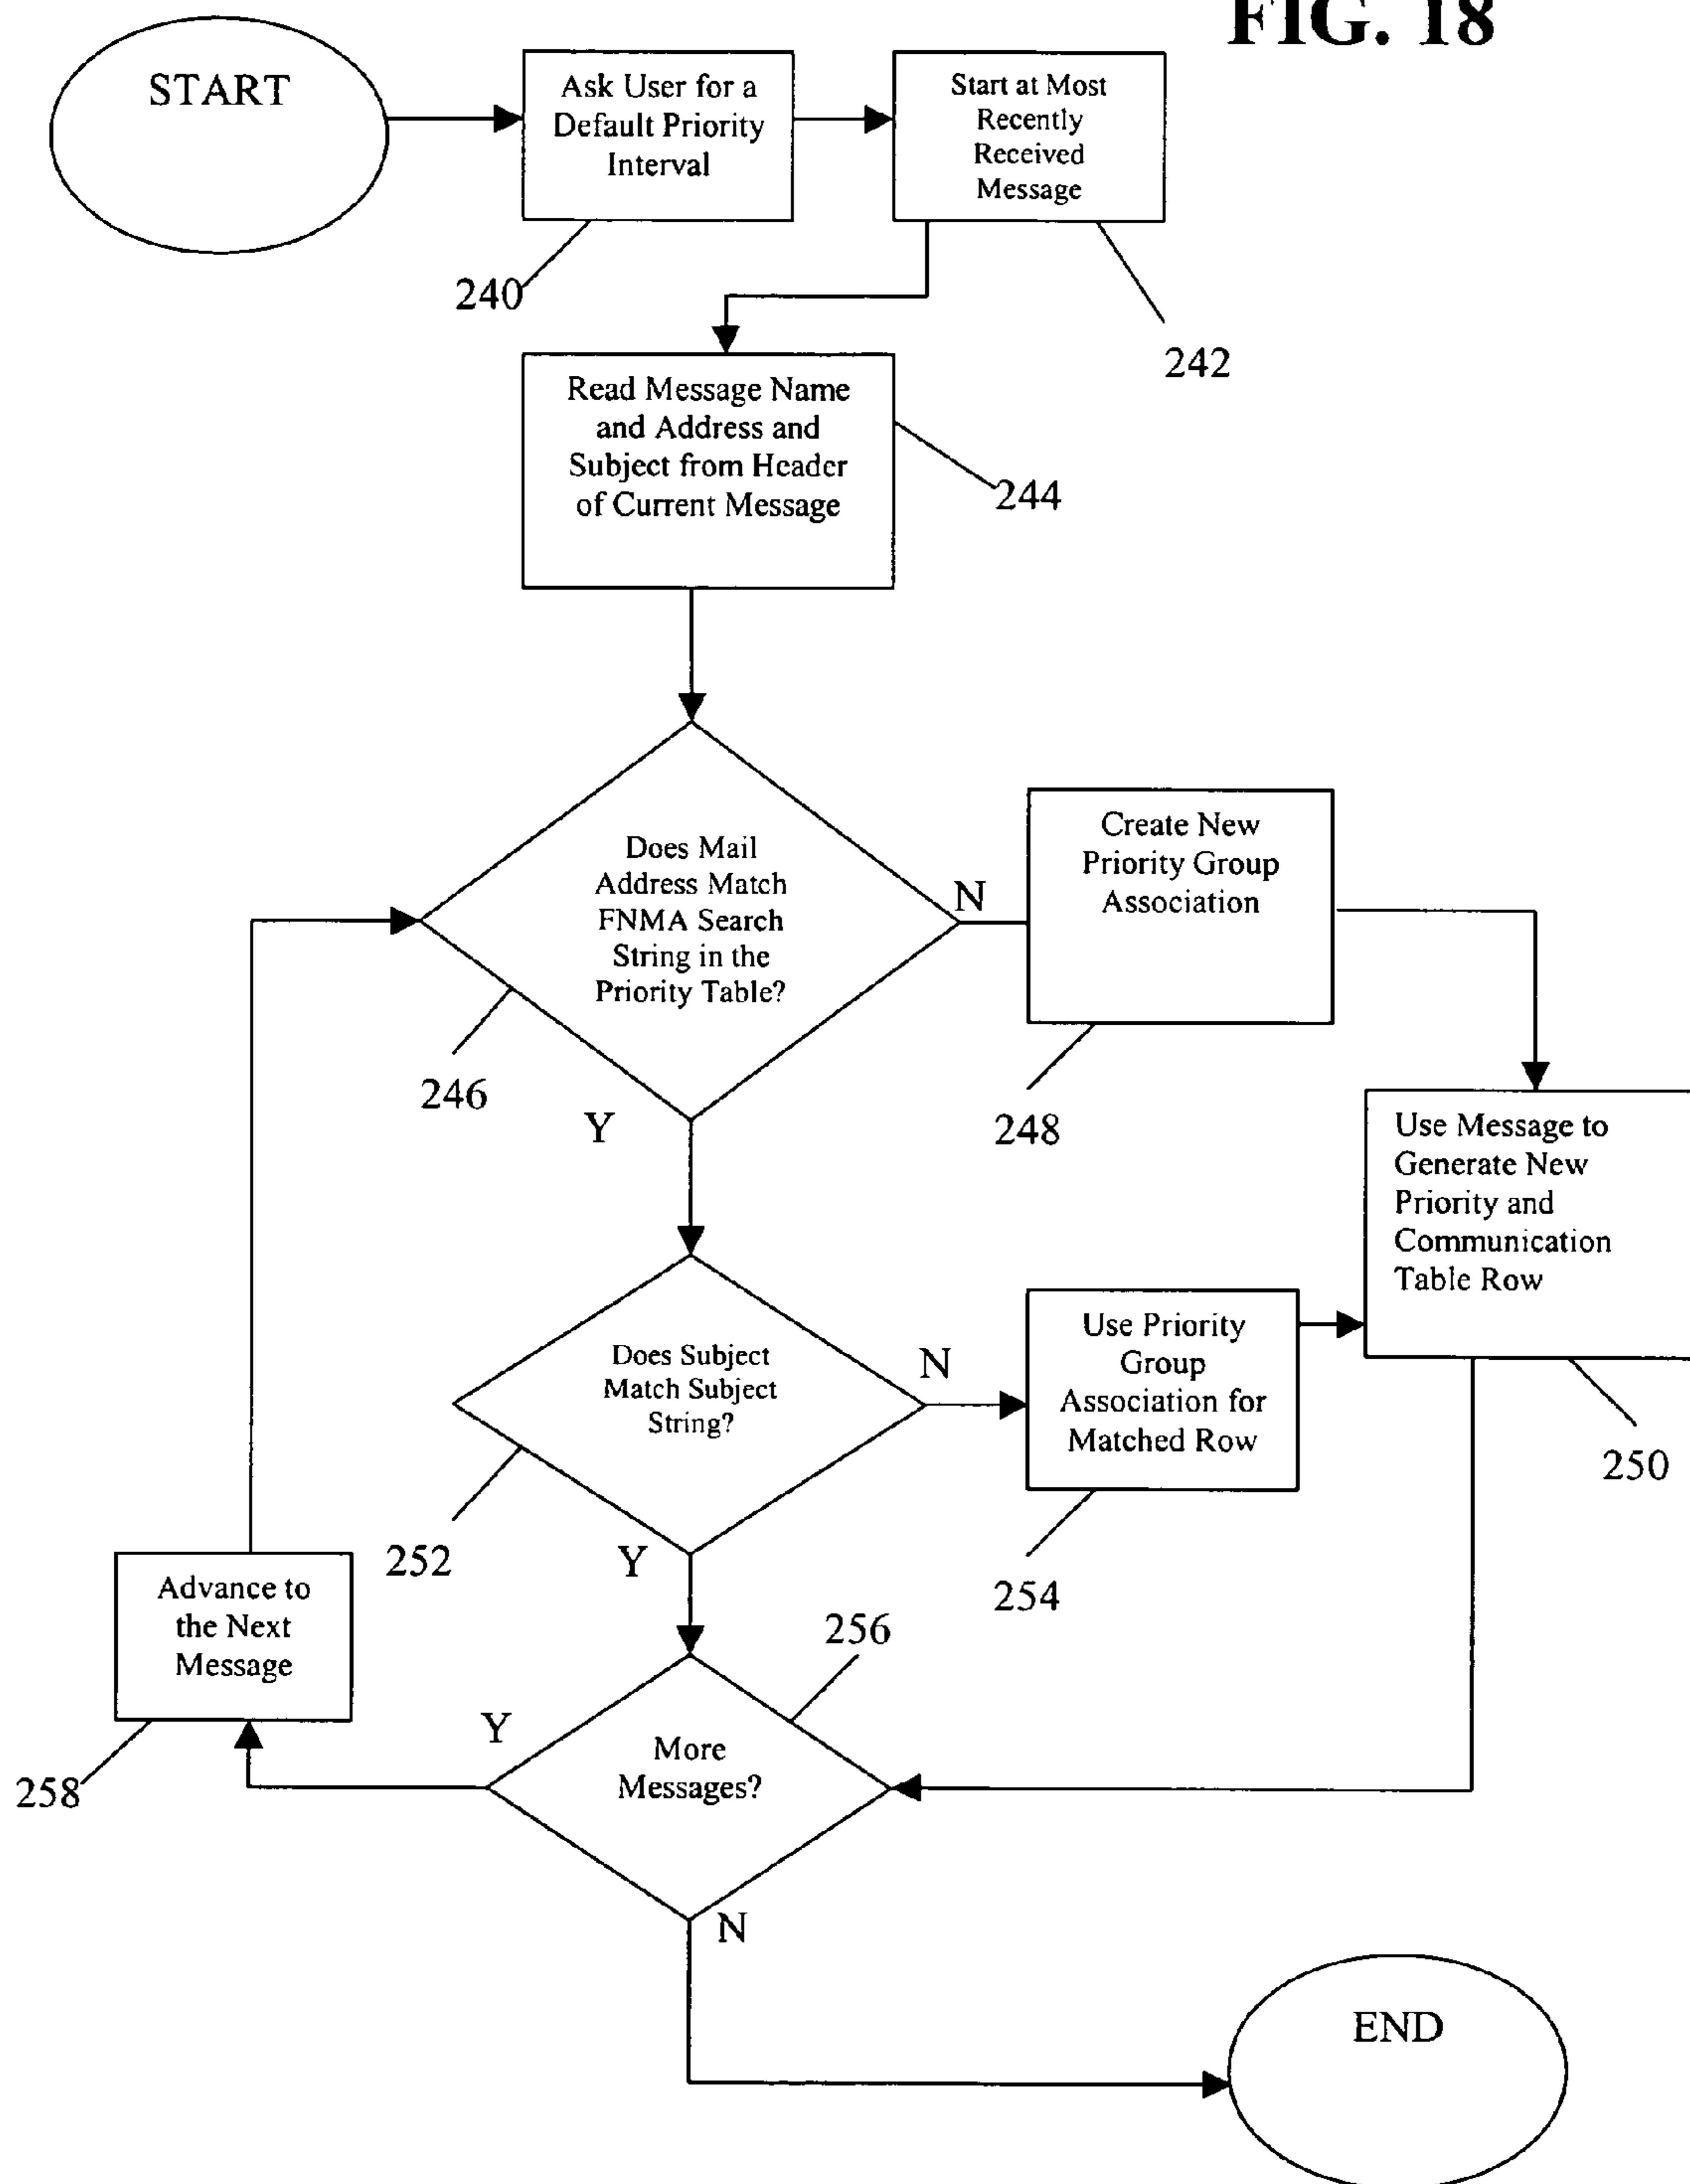 FIG. 18
START
Ask User for a
Default Priority
Interval
Start at Most
Recently
Received
Message
240
242
Read Message Name
and Address and
Subject from Header
of Current Message
244
Does Mail
Address Match
FNMA Search
String in the
Priority Table?
N
Create New
Priority Group
Association
246
248
Y
Use Message to
Generate New
Priority and
Communication
Table Row
250
Does Subject
Match Subject
String?
N
Use Priority
Group
Association for
Matched Row
252
254
Y
Advance to
the Next
Message
256
258
Y
More
Messages?
N
END